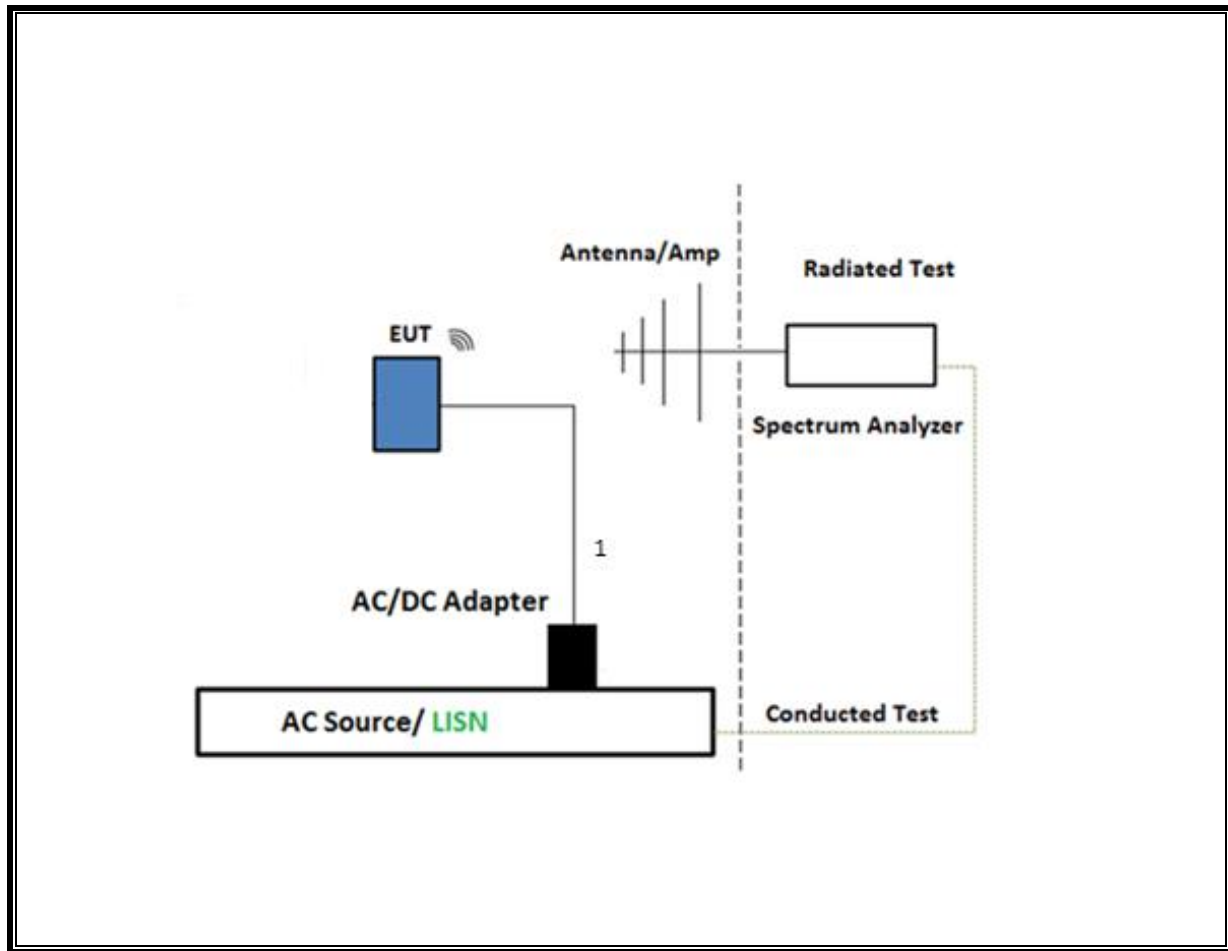 Antenna/Amp
Radiated Test
EUT
Spectrum Analyzer
1
AC/DC Adapter
AC Source/ LISN
Conducted Test